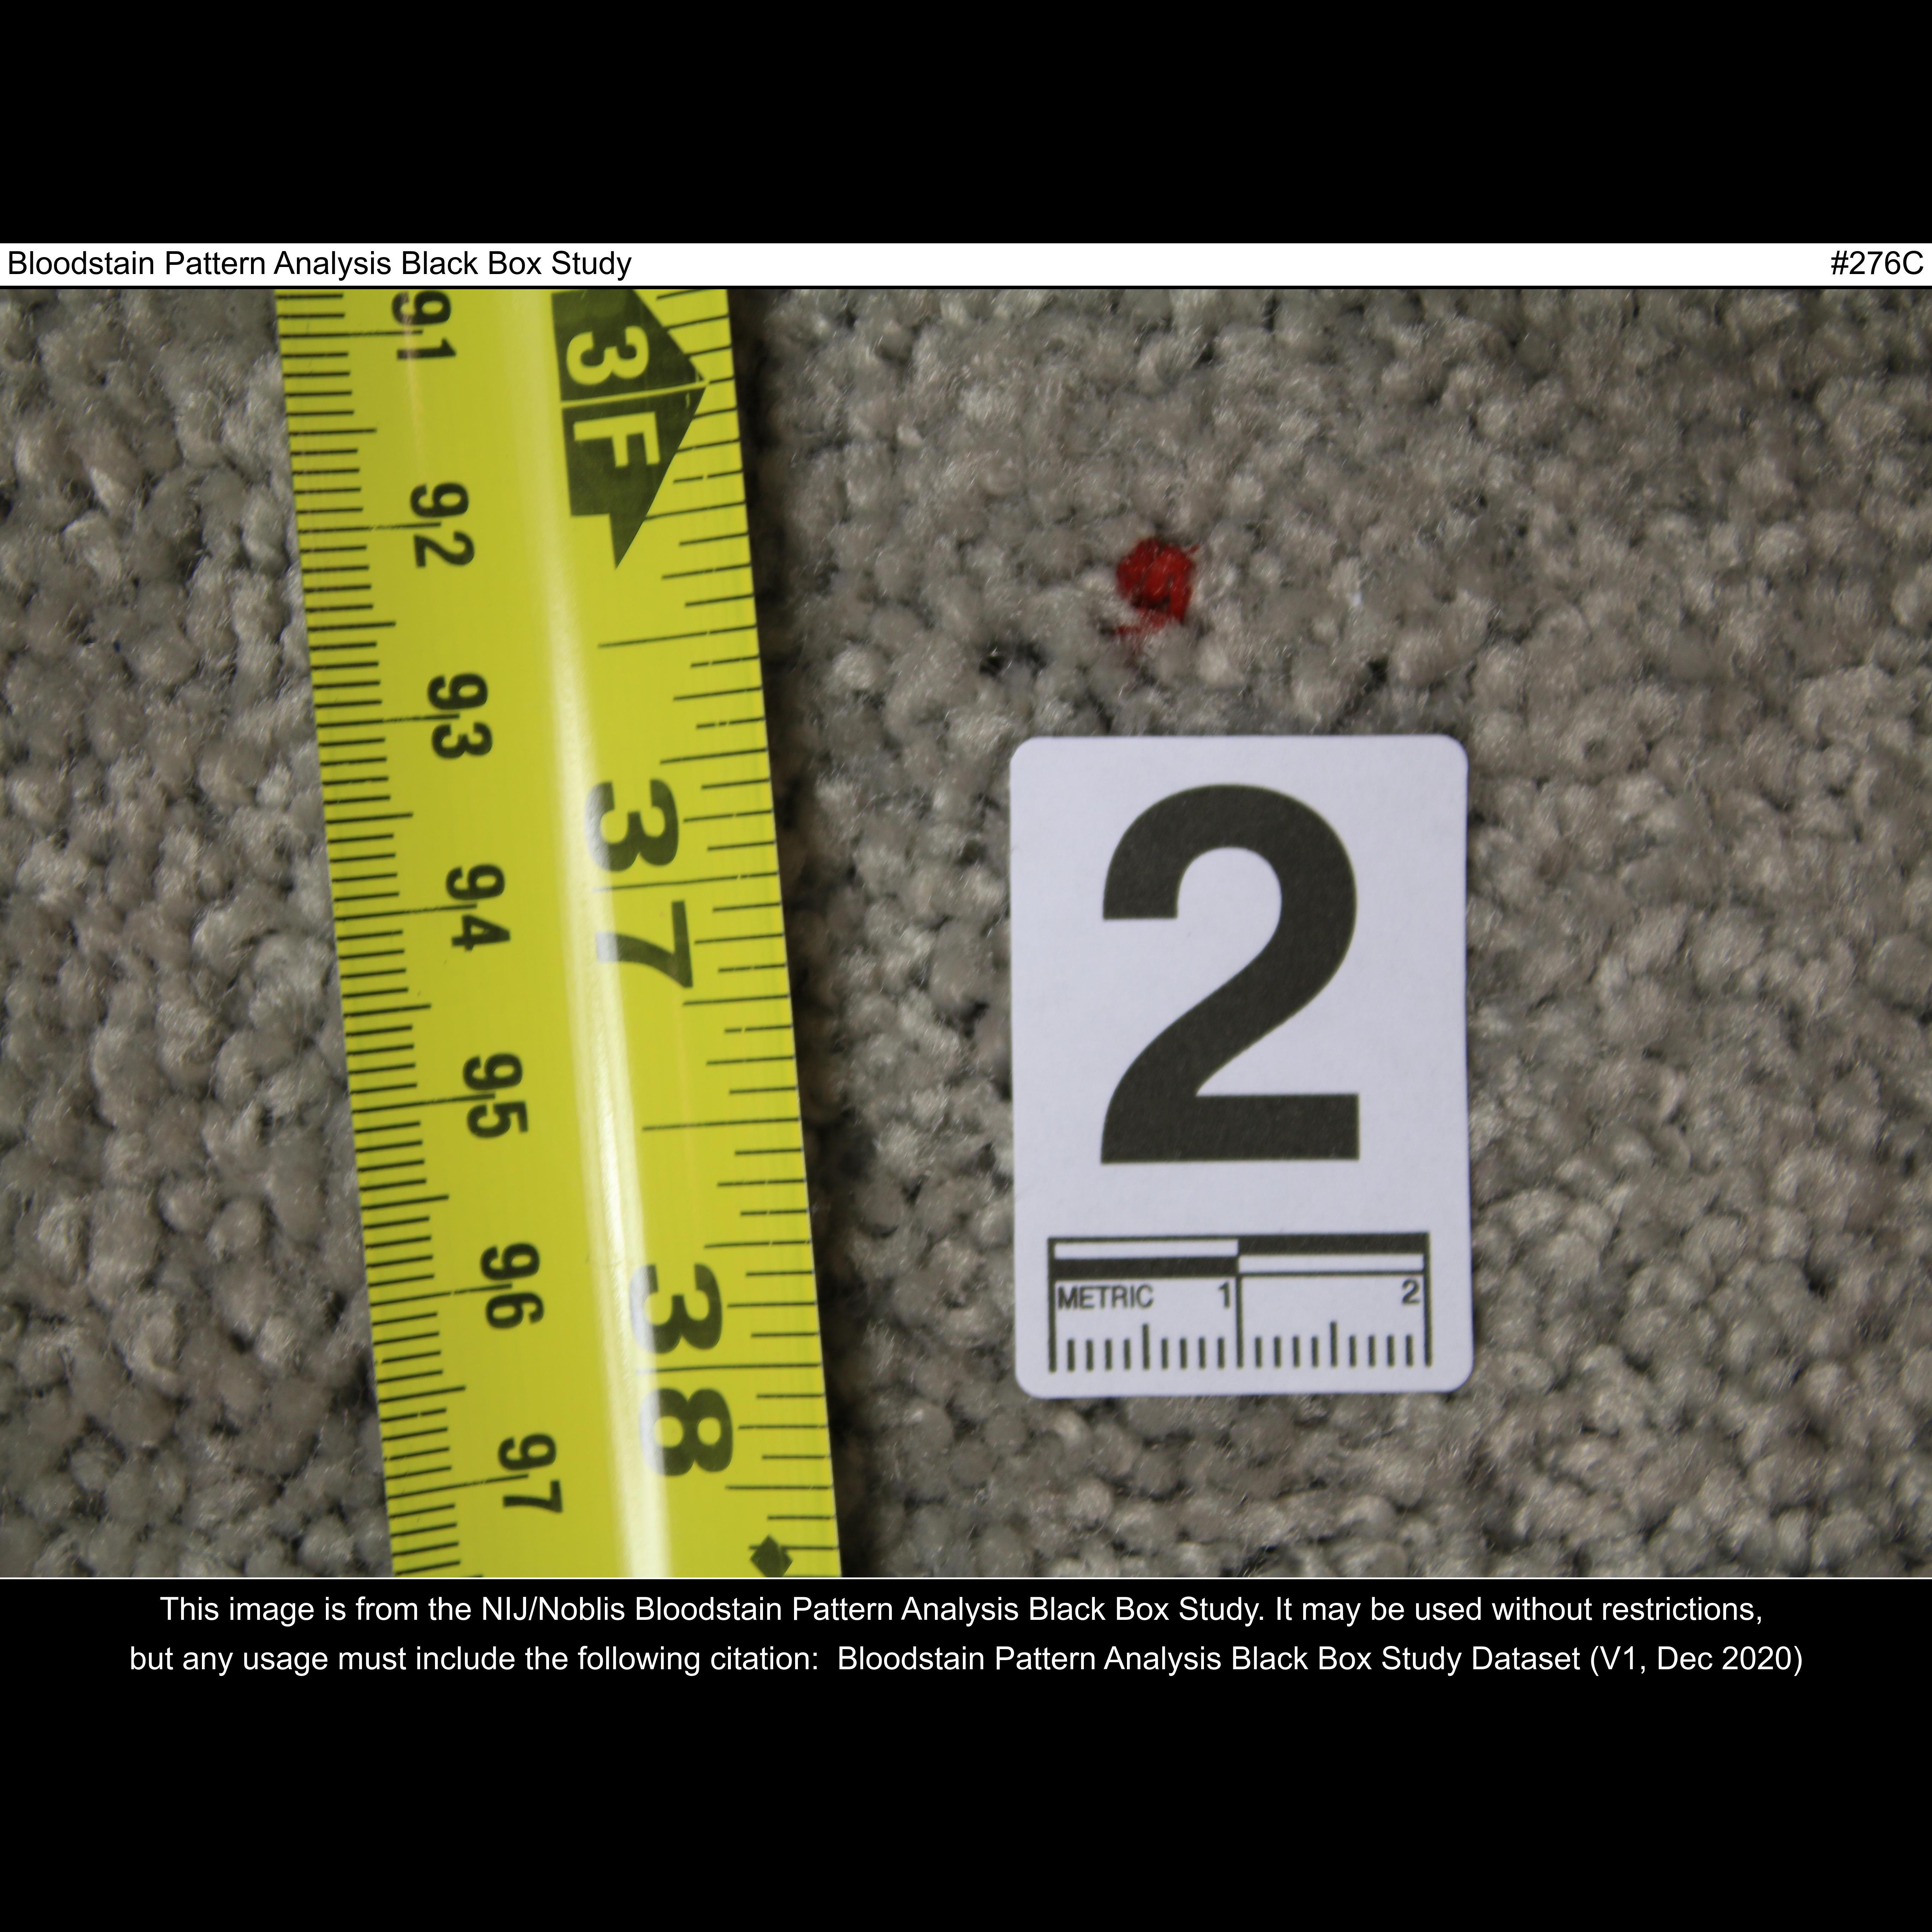 Bloodstain Pattern Analysis Black Box Study #276C
91
3F
92
93
37
94
95
96
38
97
2
METRIC 1 2
This image is from the NIJ/Noblis Bloodstain Pattern Analysis Black Box Study. It may be used without restrictions,
but any usage must include the following citation: Bloodstain Pattern Analysis Black Box Study Dataset (V1, Dec 2020)